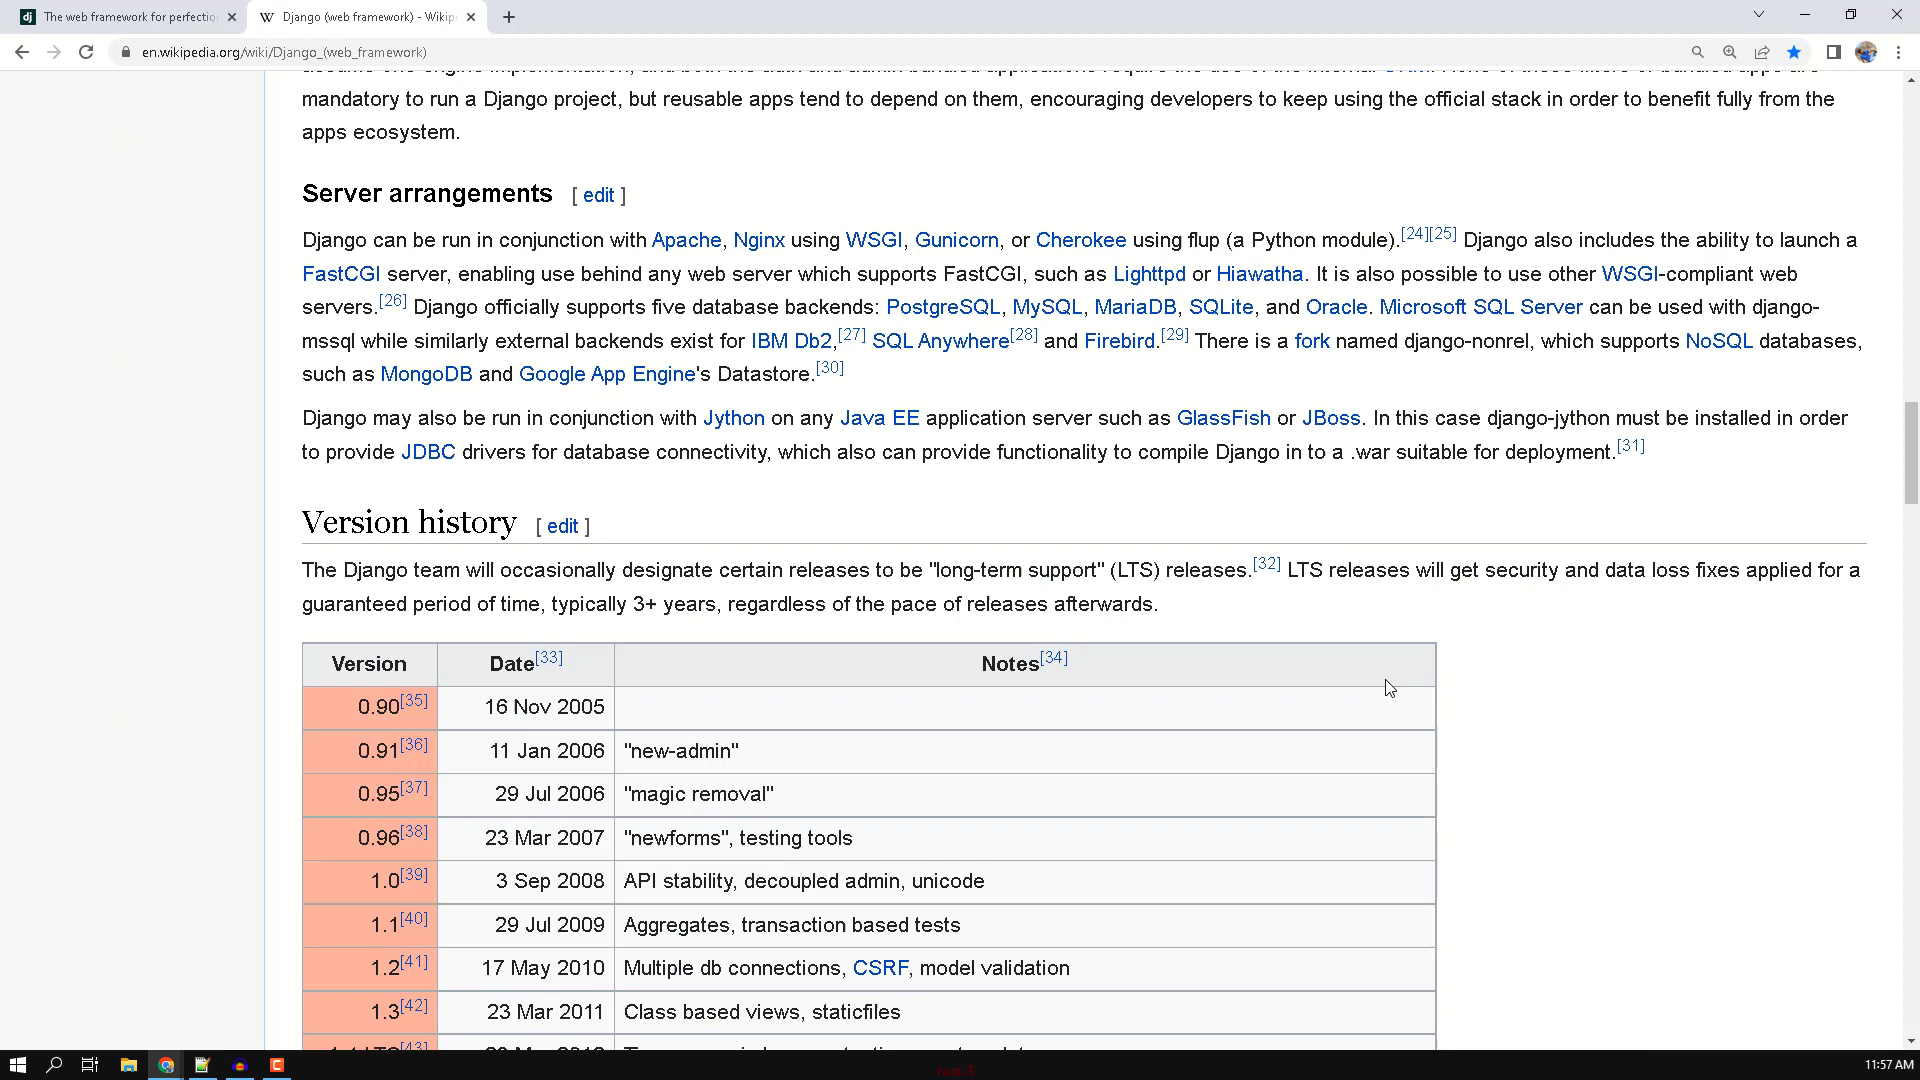 The web framework for perfectio
Django (web framework) - Wikip
en.wikipedia.org/wiki/Django_(web_framework)
mandatory to run a Django project, but reusable apps tend to depend on them, encouraging developers to keep using the official stack in order to benefit fully from the
apps ecosystem.
Server arrangements [ edit ]
Django can be run in conjunction with Apache, Nginx using WSGI, Gunicorn, or Cherokee using flup (a Python module).[24][25] Django also includes the ability to launch a
FastCGI server, enabling use behind any web server which supports FastCGI, such as Lighttpd or Hiawatha. It is also possible to use other WSGI-compliant web
servers.[26] Django officially supports five database backends: PostgreSQL, MySQL, MariaDB, SQLite, and Oracle. Microsoft SQL Server can be used with django-
mssql while similarly external backends exist for IBM Db2,[27] SQL Anywhere[28] and Firebird.[29] There is a fork named django-nonrel, which supports NoSQL databases,
such as MongoDB and Google App Engine's Datastore.[30]
Django may also be run in conjunction with Jython on any Java EE application server such as GlassFish or JBoss. In this case django-jython must be installed in order
to provide JDBC drivers for database connectivity, which also can provide functionality to compile Django in to a .war suitable for deployment.[31]
Version history [ edit ]
The Django team will occasionally designate certain releases to be "long-term support" (LTS) releases.[32] LTS releases will get security and data loss fixes applied for a
guaranteed period of time, typically 3+ years, regardless of the pace of releases afterwards.
Version Date[33] Notes[34]
0.90[35] 16 Nov 2005
0.91[36] 11 Jan 2006 "new-admin"
0.95[37] 29 Jul 2006 "magic removal"
0.96[38] 23 Mar 2007 "newforms", testing tools
1.0[39] 3 Sep 2008 API stability, decoupled admin, unicode
1.1[40] 29 Jul 2009 Aggregates, transaction based tests
1.2[41] 17 May 2010 Multiple db connections, CSRF, model validation
1.3[42] 23 Mar 2011 Class based views, staticfiles
11:57 AM